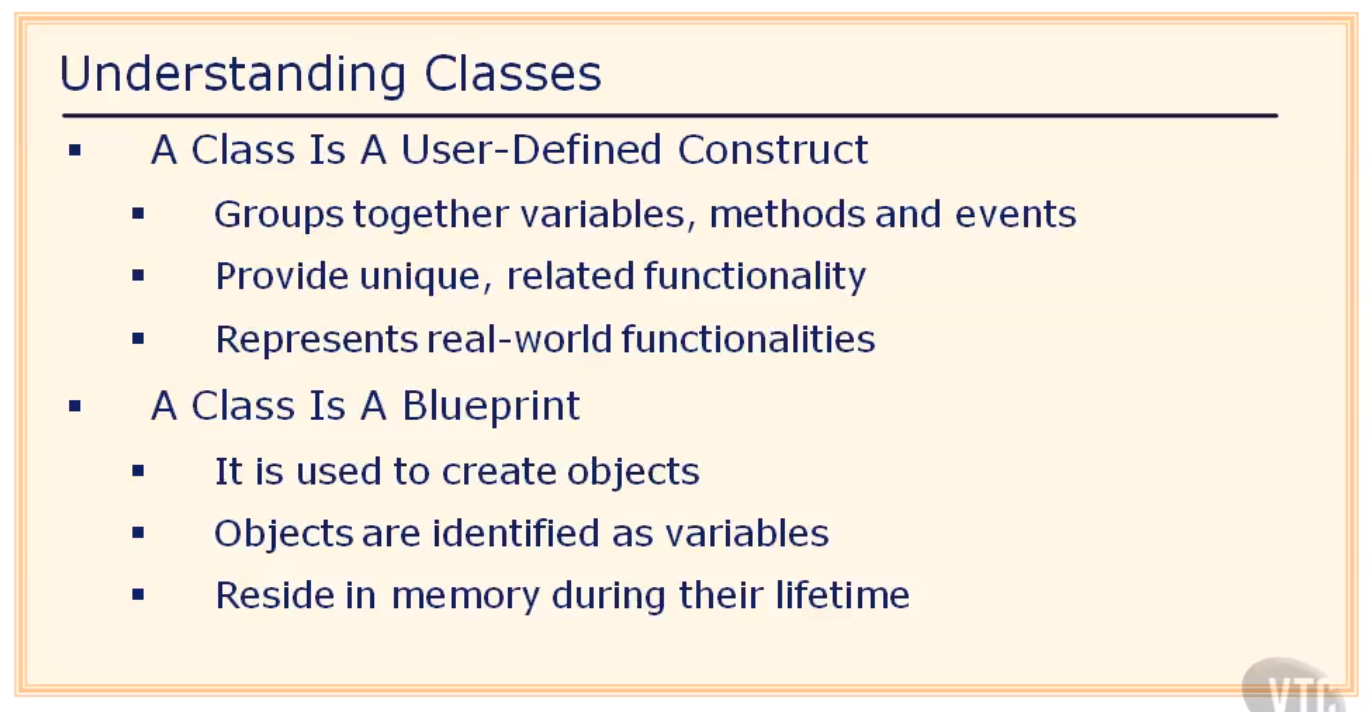 Understanding Classes
A Class Is A User-Defined Construct
Groups together variables, methods and events
Provide unique, related functionality
Represents real-world functionalities
A Class Is A Blueprint
It is used to create objects
Objects are identified as variables
Reside in memory during their lifetime
VTC